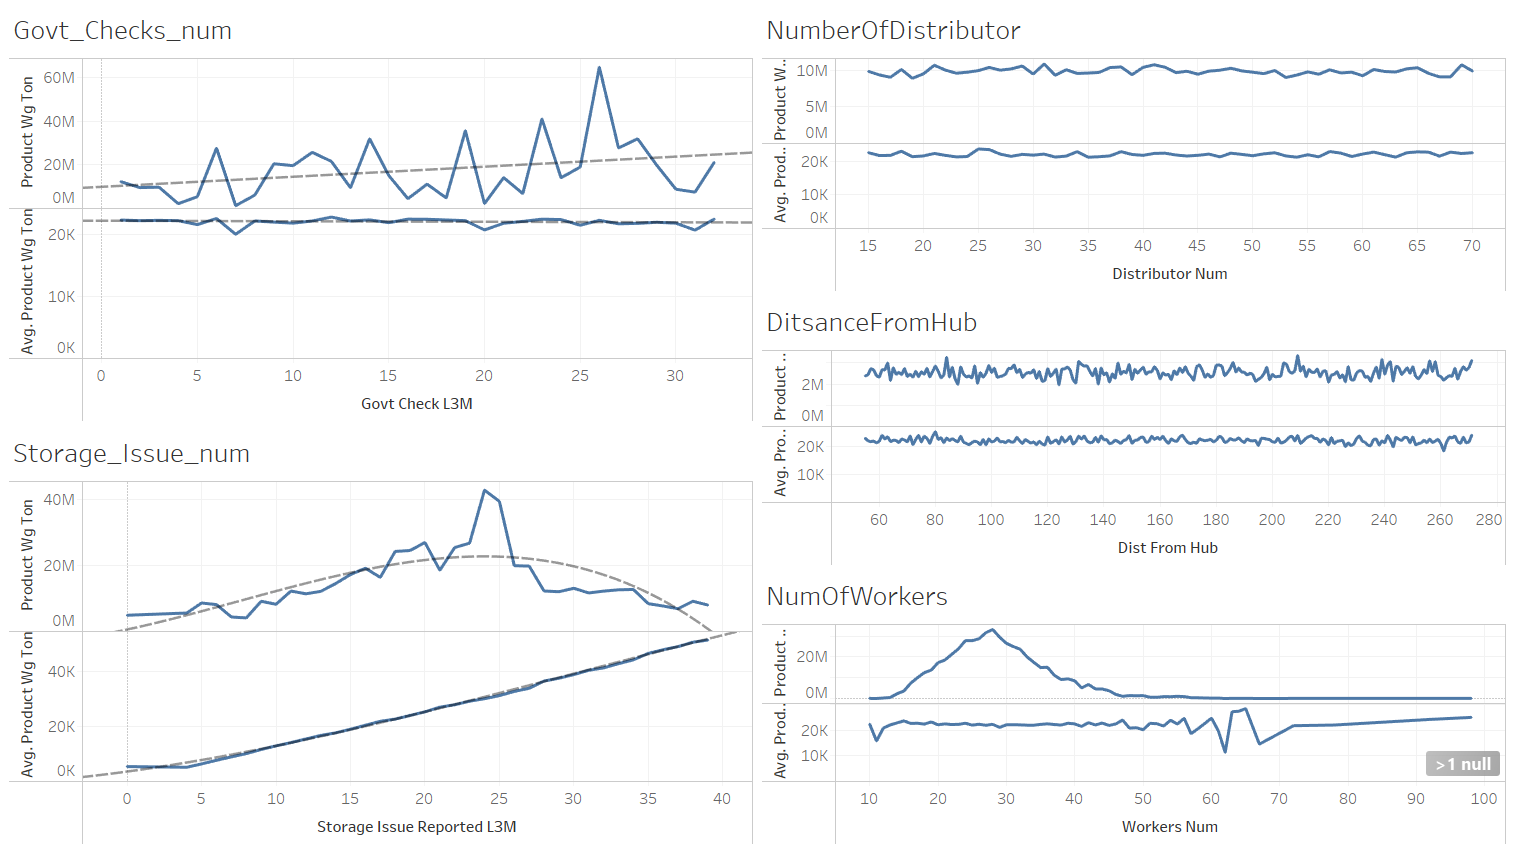 Govt_Checks_num
Product Wg Ton
60M
40M
20M
0M
Avg. Product Wg Ton
20K
10K
0K
0 5 10 15 20 25 30
Govt Check L3M
Storage_Issue_num
Product Wg Ton
40M
20M
0M
Avg. Product Wg Ton
40K
20K
0K
0 5 10 15 20 25 30 35 40
Storage Issue Reported L3M
NumberOfDistributor
Product W..
10M
5M
0M
Avg. Prod..
20K
10K
0K
15 20 25 30 35 40 45 50 55 60 65 70
Distributor Num
DitsanceFromHub
Product ..
2M
0M
Avg. Pro..
20K
10K
60 80 100 120 140 160 180 200 220 240 260 280
Dist From Hub
NumOfWorkers
Product ..
20M
0M
Avg. Prod..
20K
10K
>1 null
10 20 30 40 50 60 70 80 90 100
Workers Num